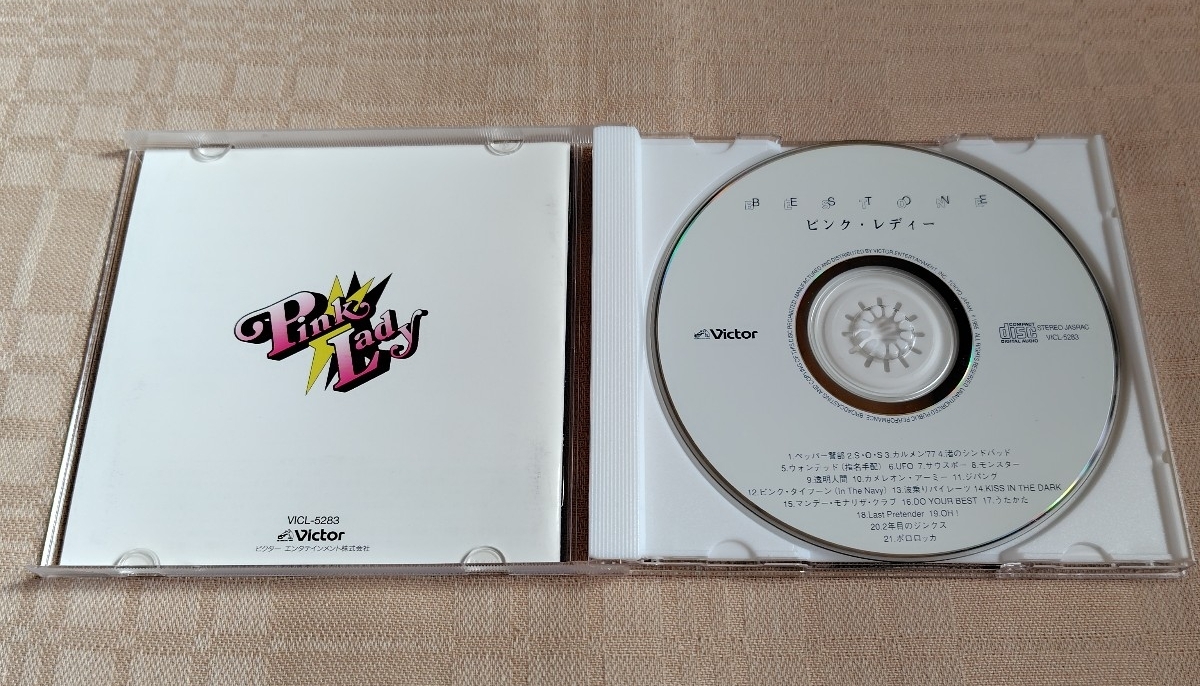 Pink
Lady
VICL-5283
Victor
ビクター エンタテインメント株式会社
BEST ONE
ピンク・レディー
Victor
COMPACT
disc
DIGITAL AUDIO
STEREO JASRAC
VICL-5283
1.ペッパー警部 2.S・O・S 3.カルメン'77 4.渚のシンドバッド
5.ウォンテッド（指名手配） 6.UFO 7.サウスポー 8.モンスター
9.透明人間 10.カメレオン・アーミー 11.ジパング
12.ピンク・タイフーン（In The Navy） 13.波乗りパイレーツ 14.KISS IN THE DARK
15.マンデー・モナリザ・クラブ 16.DO YOUR BEST 17.うたかた
18.Last Pretender 19.OH！
20.2年目のジンクス
21.ポロロッカ